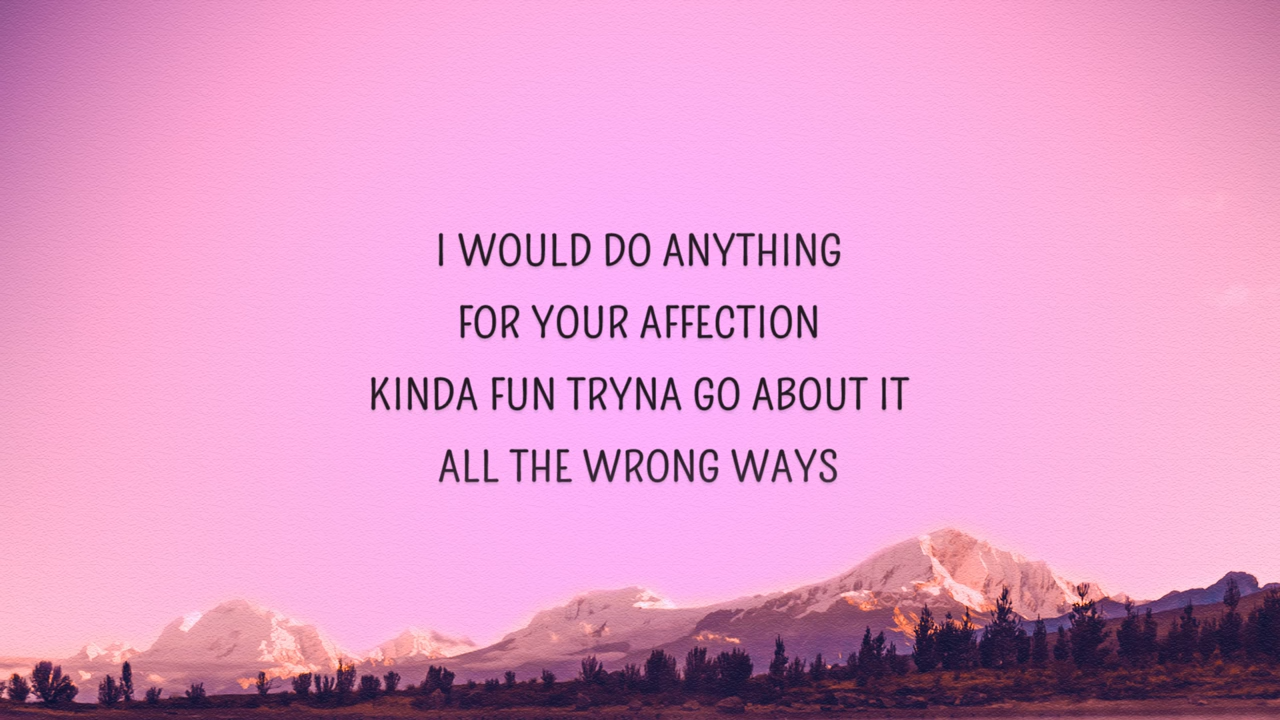 I WOULD DO ANYTHING
FOR YOUR AFFECTION
KINDA FUN TRYNA GO ABOUT IT
ALL THE WRONG WAYS